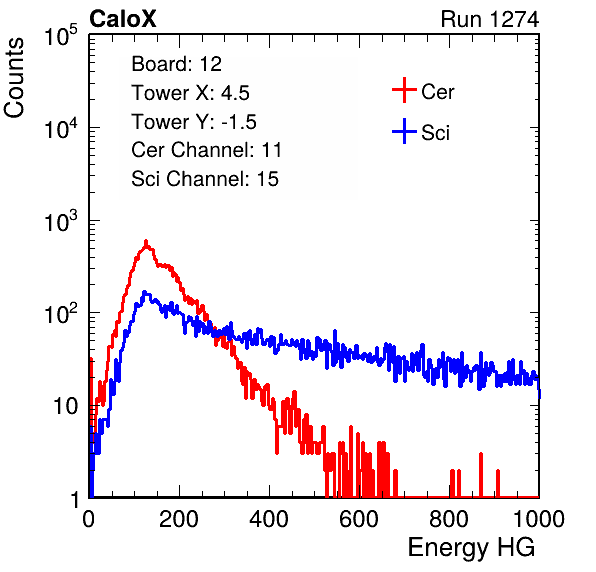 CaloX Run 1274
Counts
Board: 12
Tower X: 4.5
Tower Y: -1.5
Cer Channel: 11
Sci Channel: 15
Cer
Sci
10^5
10^4
10^3
10^2
10
1
0 200 400 600 800 1000
Energy HG